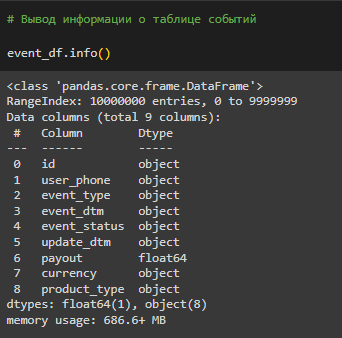 # Вывод информации о таблице событий
event_df.info()
<class 'pandas.core.frame.DataFrame'>
RangeIndex: 10000000 entries, 0 to 9999999
Data columns (total 9 columns):
 #   Column        Dtype
---  ------        -----
 0   id            object
 1   user_phone    object
 2   event_type    object
 3   event_dtm     object
 4   event_status  object
 5   update_dtm    object
 6   payout        float64
 7   currency      object
 8   product_type  object
dtypes: float64(1), object(8)
memory usage: 686.6+ MB